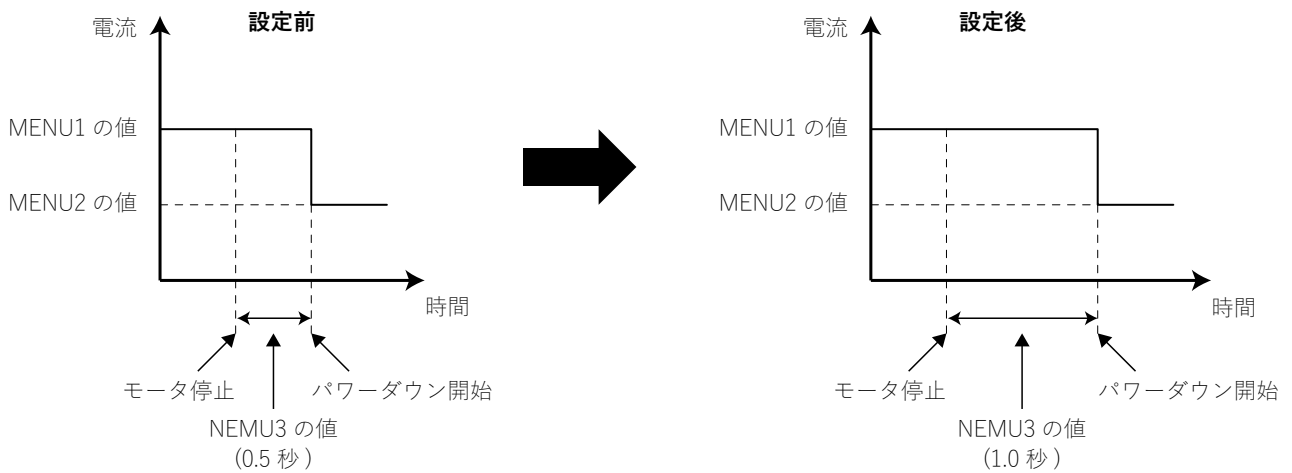 設定前
電流
MENU1 の値
MENU2 の値
時間
モータ停止
パワーダウン開始
NEMU3 の値
(0.5 秒 )
設定後
電流
MENU1 の値
MENU2 の値
時間
モータ停止
パワーダウン開始
NEMU3 の値
(1.0 秒 )